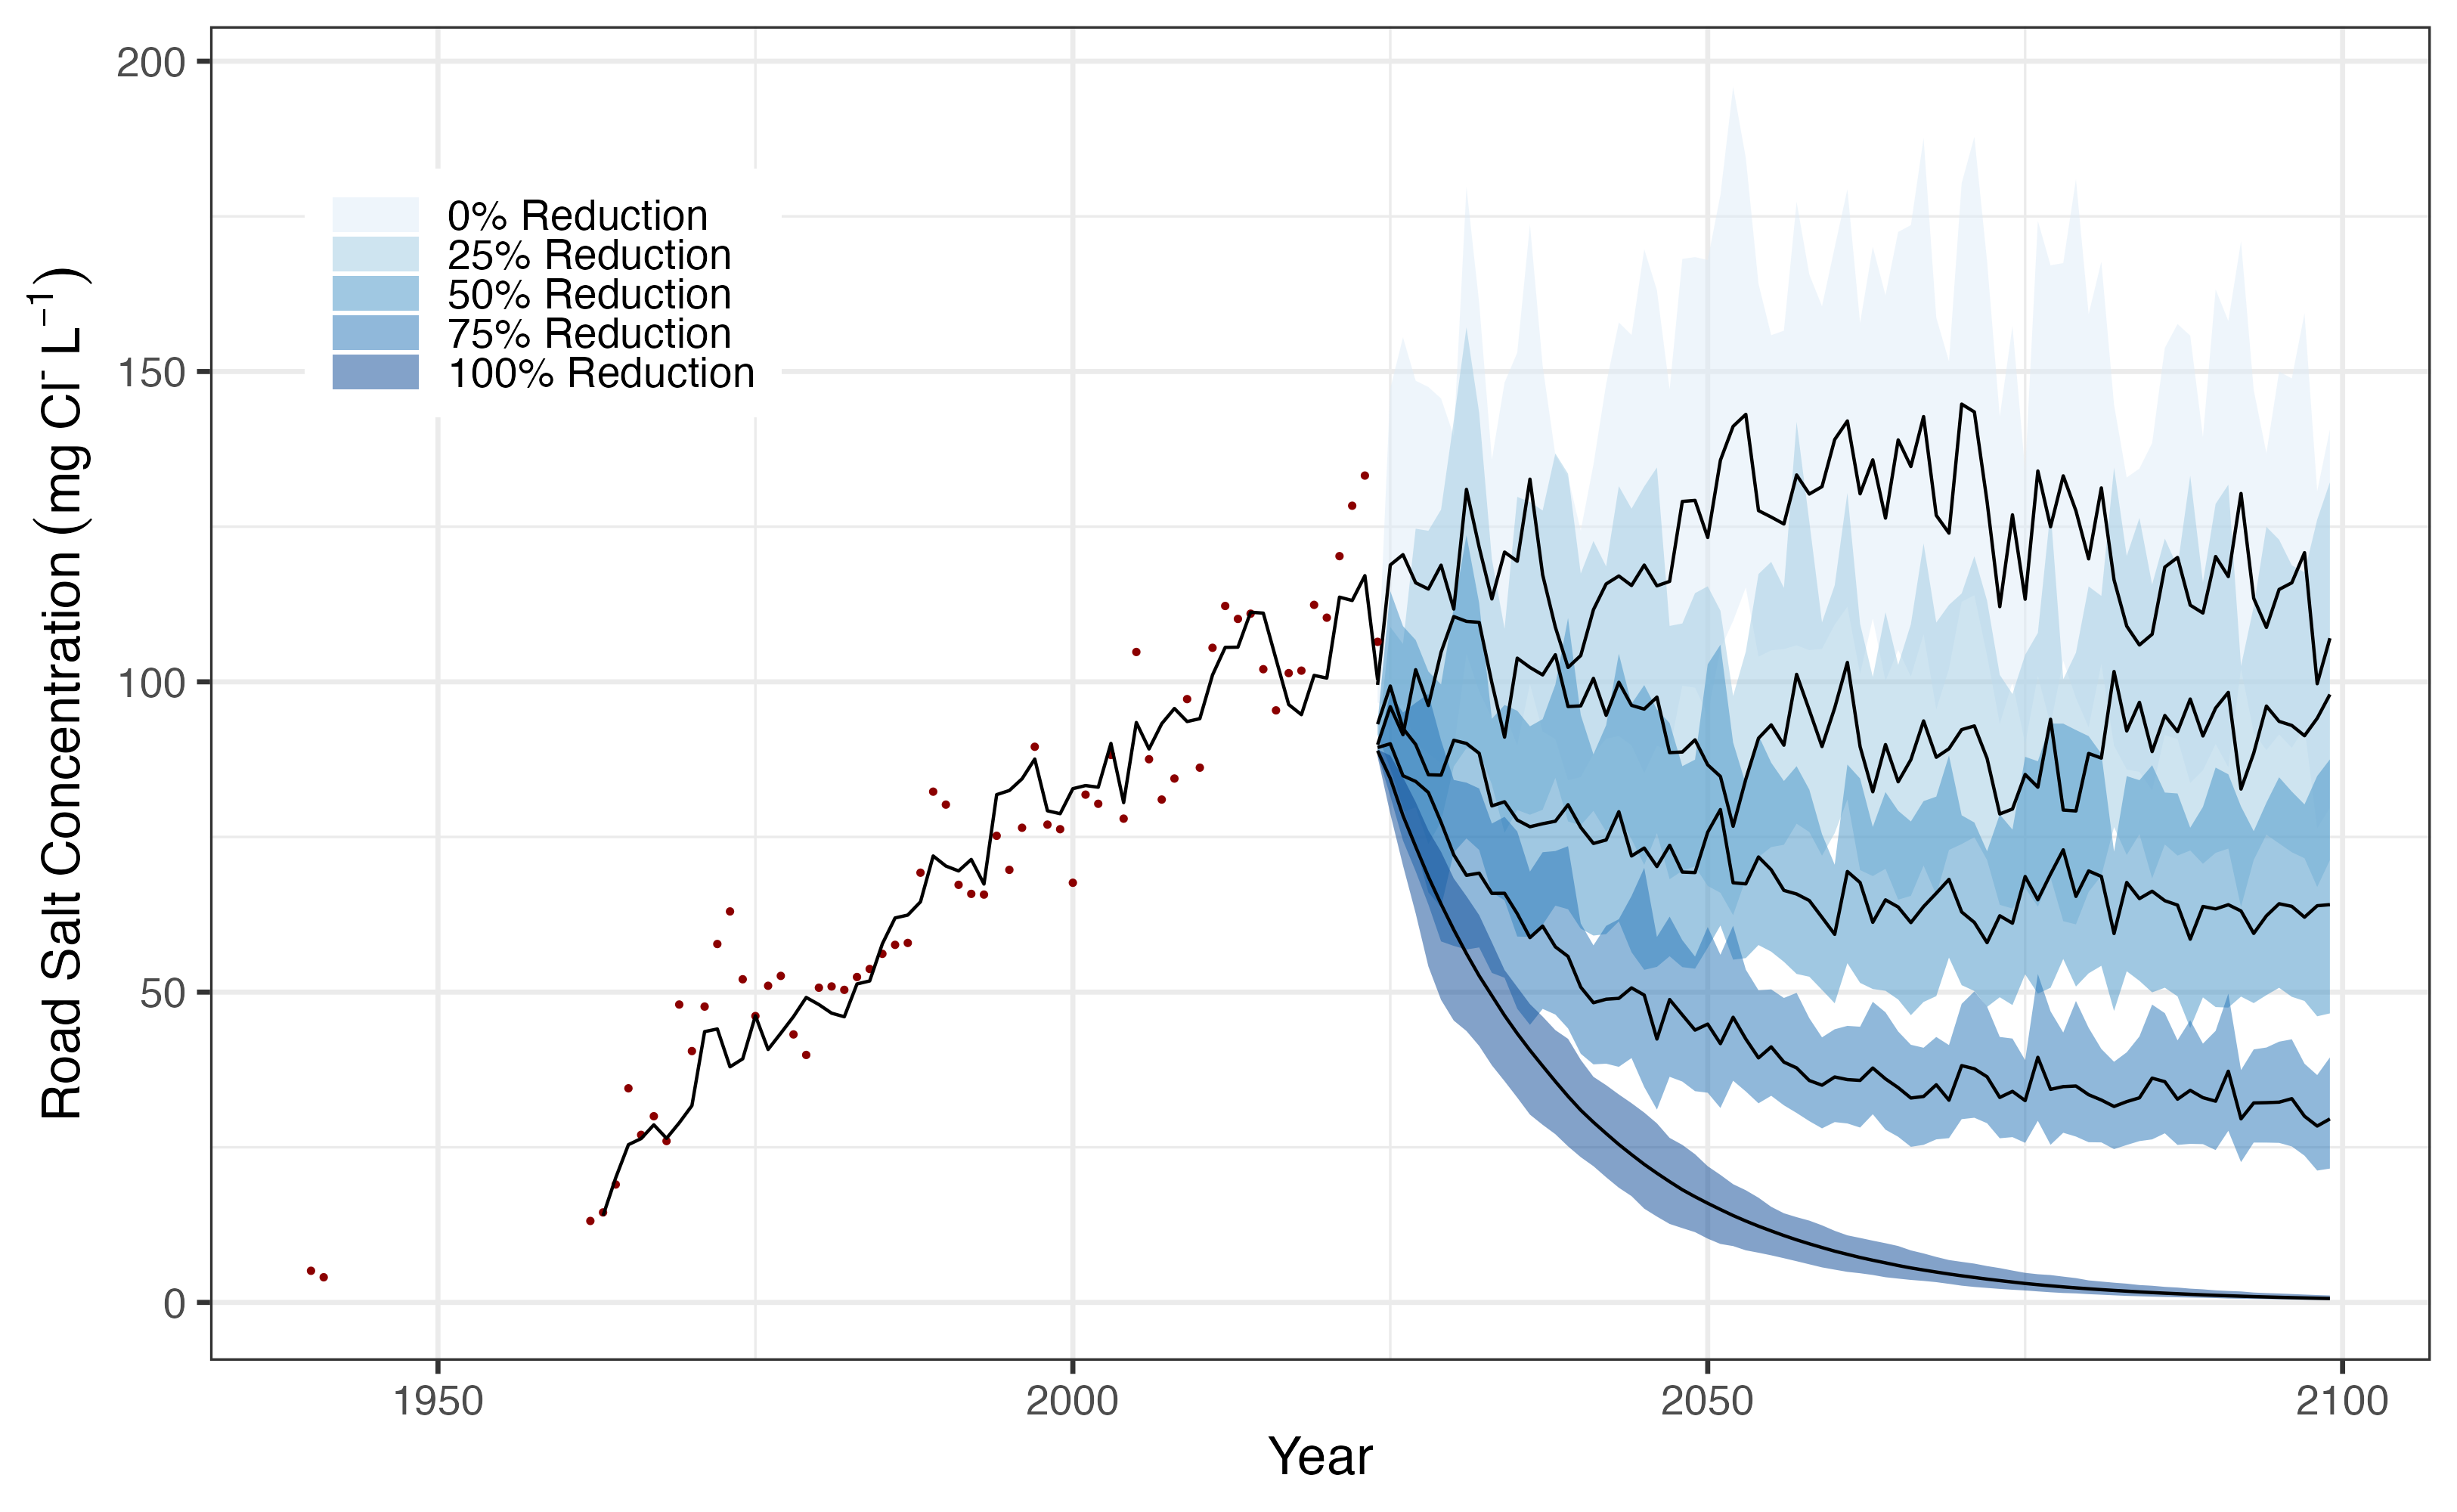 Road Salt Concentration (mg Cl⁻ L⁻¹)
200
150
100
50
0
0% Reduction
25% Reduction
50% Reduction
75% Reduction
100% Reduction
1950
2000
2050
2100
Year